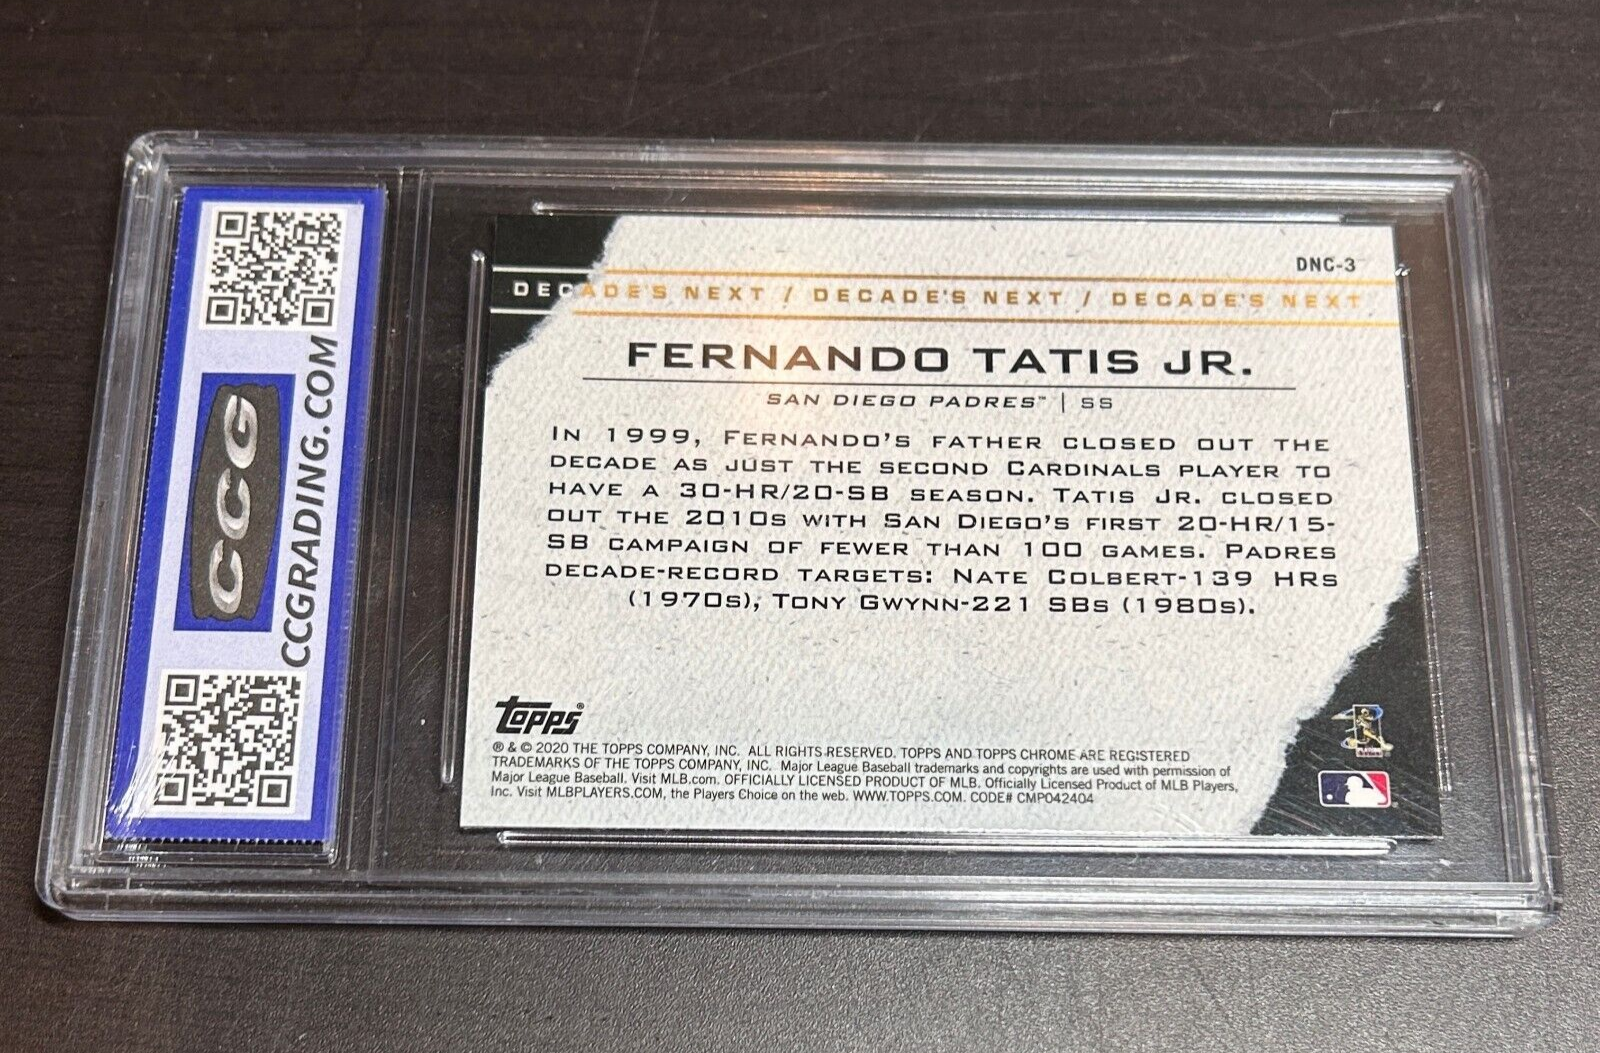 CCG
CCGRADING.COM
DNC-3
DECADE'S NEXT / DECADE'S NEXT / DECADE'S NEXT
FERNANDO TATIS JR.
SAN DIEGO PADRES™ | SS
IN 1999, FERNANDO'S FATHER CLOSED OUT THE
DECADE AS JUST THE SECOND CARDINALS PLAYER TO
HAVE A 30-HR/20-SB SEASON. TATIS JR. CLOSED
OUT THE 2010S WITH SAN DIEGO'S FIRST 20-HR/15-
SB CAMPAIGN OF FEWER THAN 100 GAMES. PADRES
DECADE-RECORD TARGETS: NATE COLBERT-139 HRS
(1970S), TONY GWYNN-221 SBS (1980S).
Topps®
® & © 2020 THE TOPPS COMPANY, INC. ALL RIGHTS RESERVED. TOPPS AND TOPPS CHROME ARE REGISTERED
TRADEMARKS OF THE TOPPS COMPANY, INC. Major League Baseball trademarks and copyrights are used with permission of
Major League Baseball. Visit MLB.com. OFFICIALLY LICENSED PRODUCT OF MLB. Officially Licensed Product of MLB Players,
Inc. Visit MLBPLAYERS.COM, the Players Choice on the web. WWW.TOPPS.COM. CODE# CMP042404